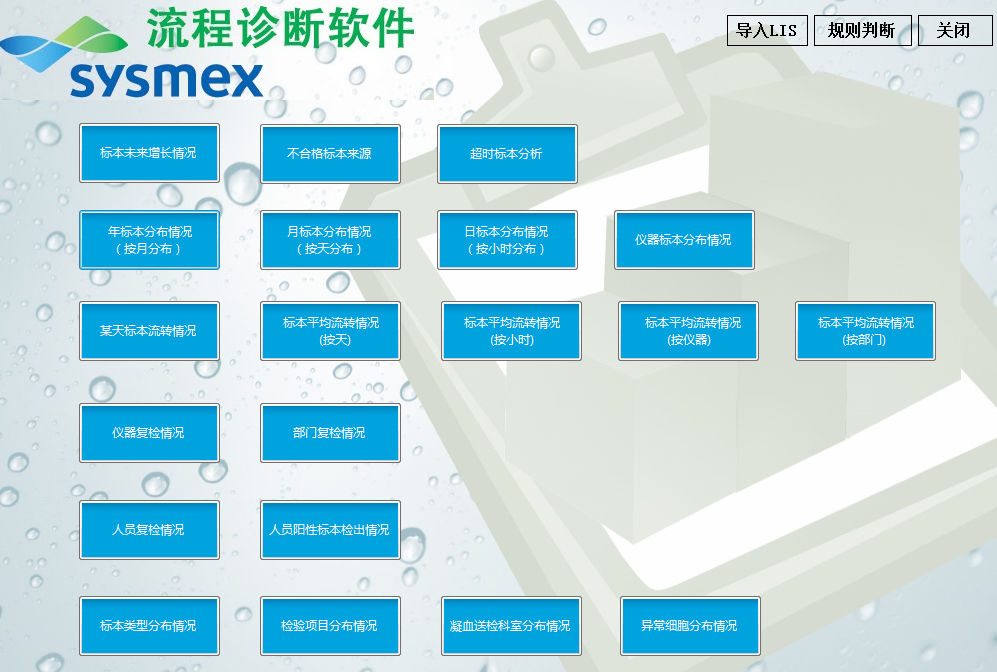 流程诊断软件
sysmex
导入LIS
规则判断
关闭
标本未来增长情况
不合格标本来源
超时标本分析
年标本分布情况
（按月分布）
月标本分布情况
（按天分布）
日标本分布情况
（按小时分布）
仪器标本分布情况
某天标本流转情况
标本平均流转情况
(按天)
标本平均流转情况
(按小时)
标本平均流转情况
(按仪器)
标本平均流转情况
(按部门)
仪器复检情况
部门复检情况
人员复检情况
人员阳性标本检出情况
标本类型分布情况
检验项目分布情况
凝血送检科室分布情况
异常细胞分布情况